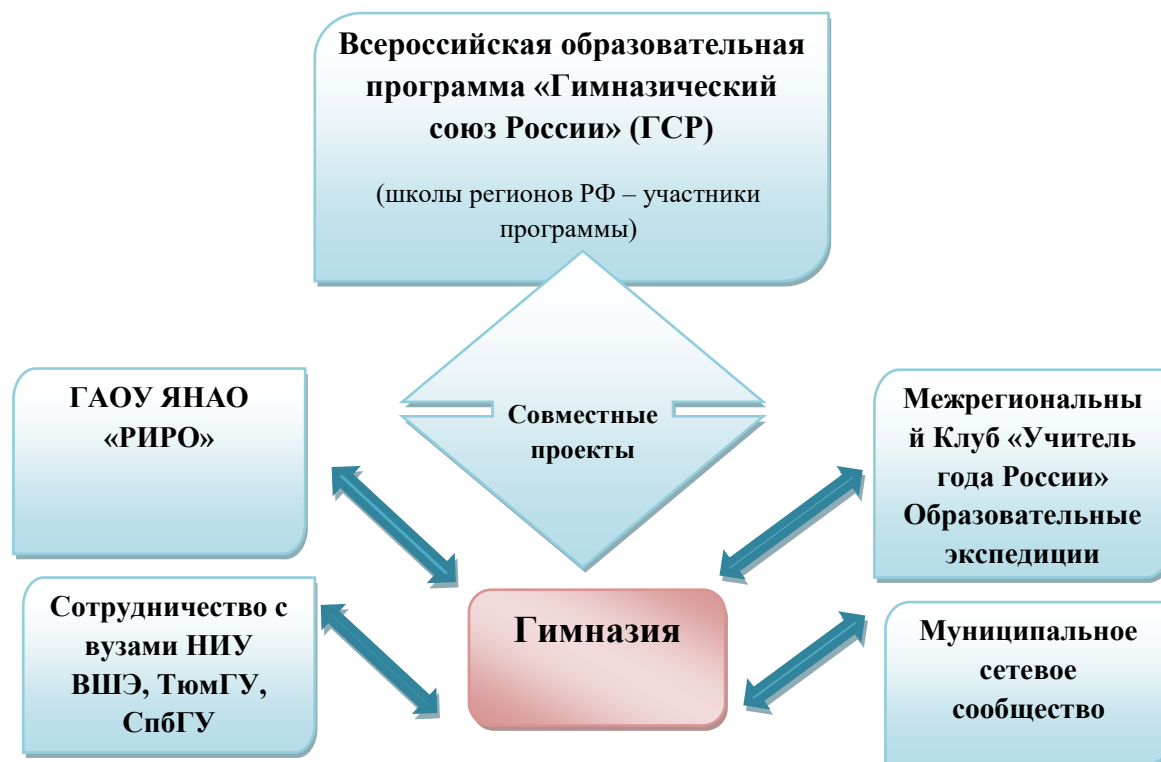 Всероссийская образовательная
программа «Гимназический
союз России» (ГСР)
(школы регионов РФ – участники
программы)
ГАОУ ЯНАО
«РИРО»
Совместные
проекты
Межрегиональны
й Клуб «Учитель
года России»
Образовательные
экспедиции
Сотрудничество с
вузами НИУ
ВШЭ, ТюмГУ,
СпбГУ
Гимназия
Муниципальное
сетевое
сообщество